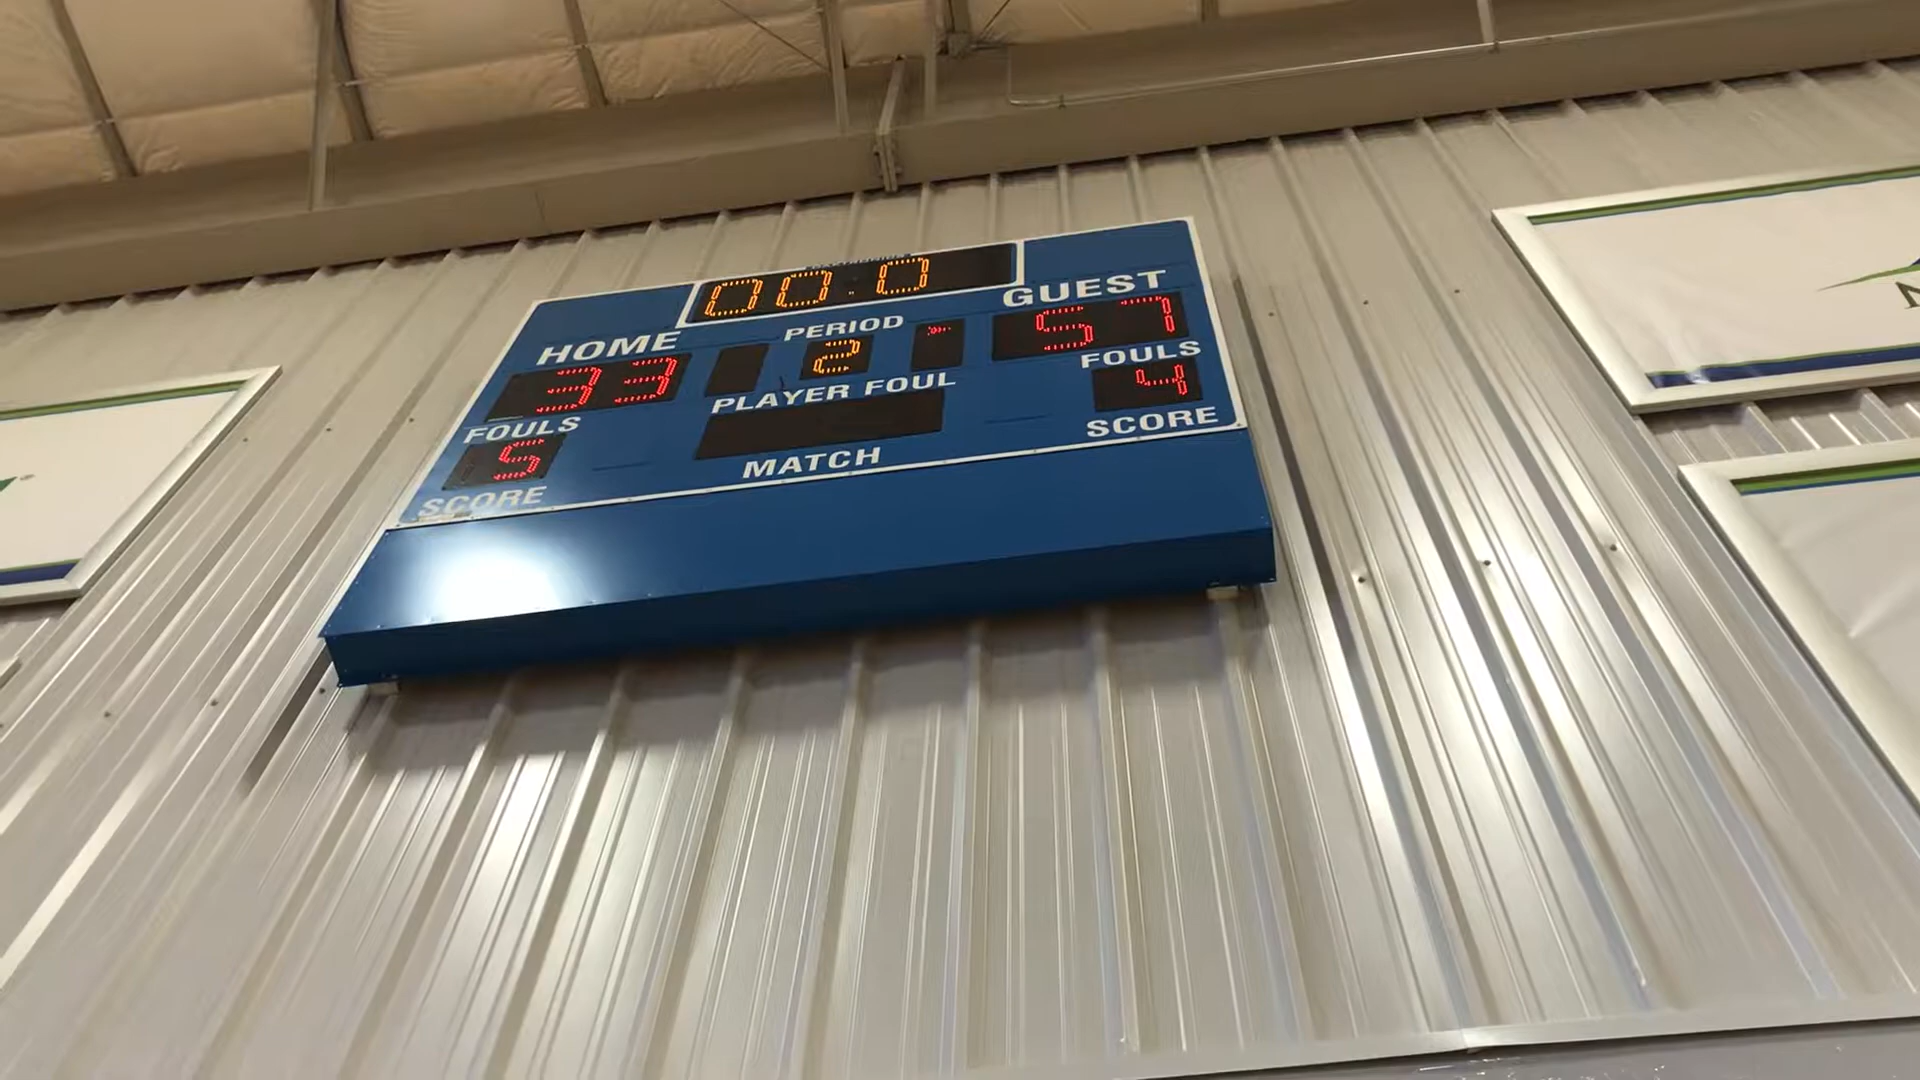 00.0
HOME
PERIOD
GUEST
33
2
57
FOULS
PLAYER FOUL
FOULS
5
4
SCORE
MATCH
SCORE